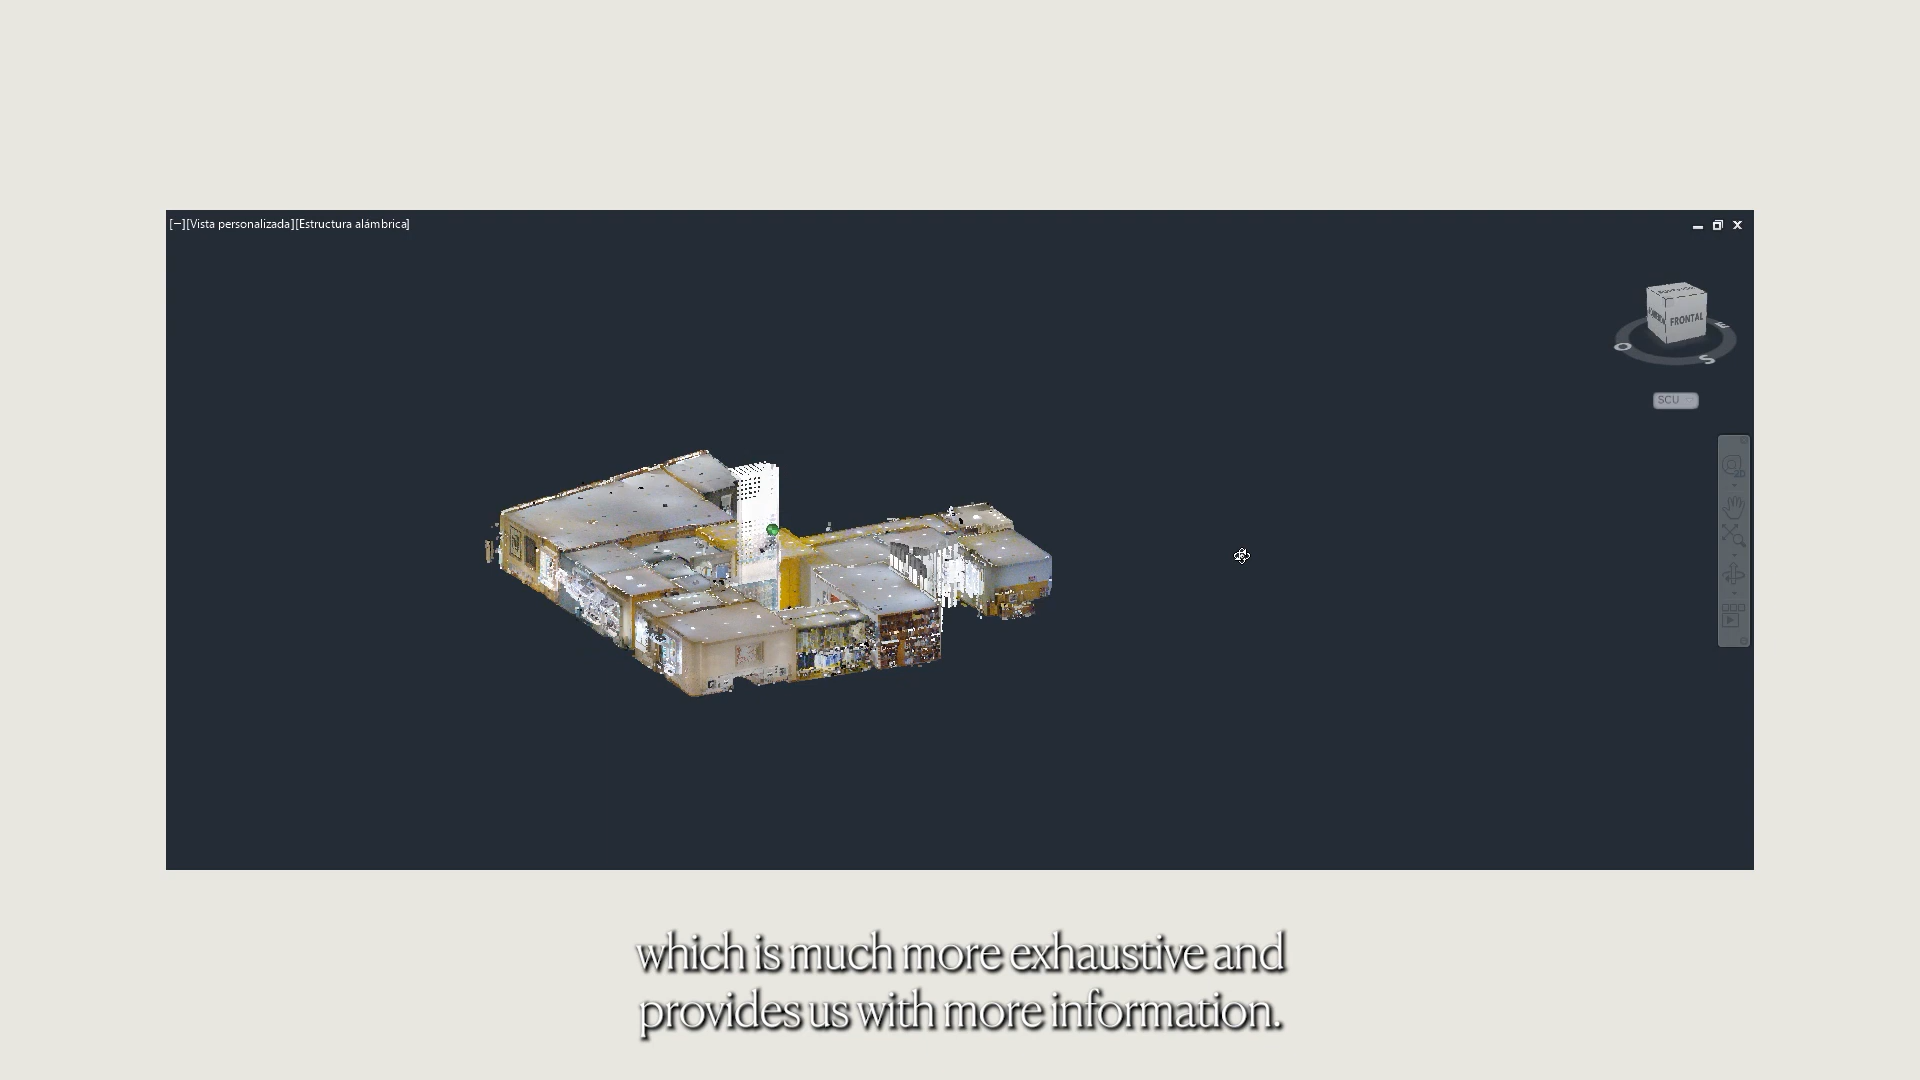 [−][Vista personalizada][Estructura alámbrica]
FRONTAL
E
O
S
SCU
which is much more exhaustive and
provides us with more information.